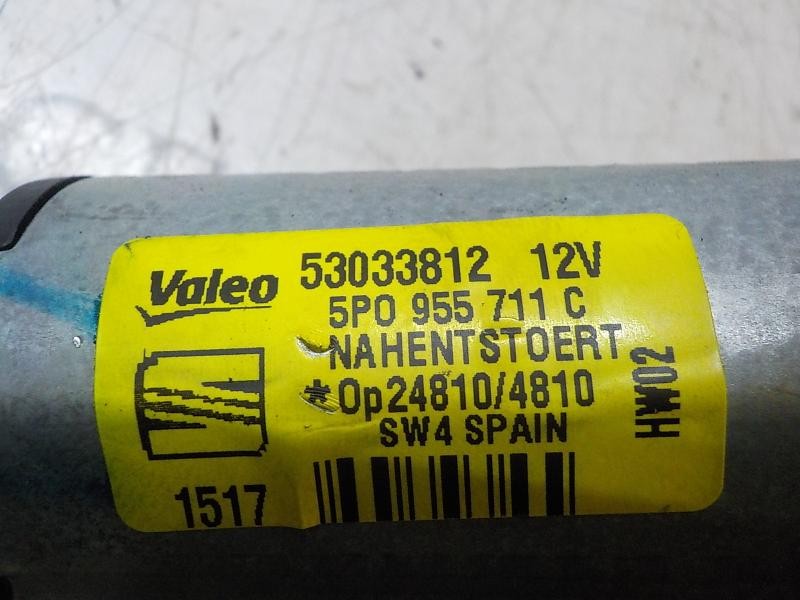 Valeo 53033812 12V
5P0 955 711 C
NAHENTSTOERT
*Op24810/4810
SW4 SPAIN
HW02
1517